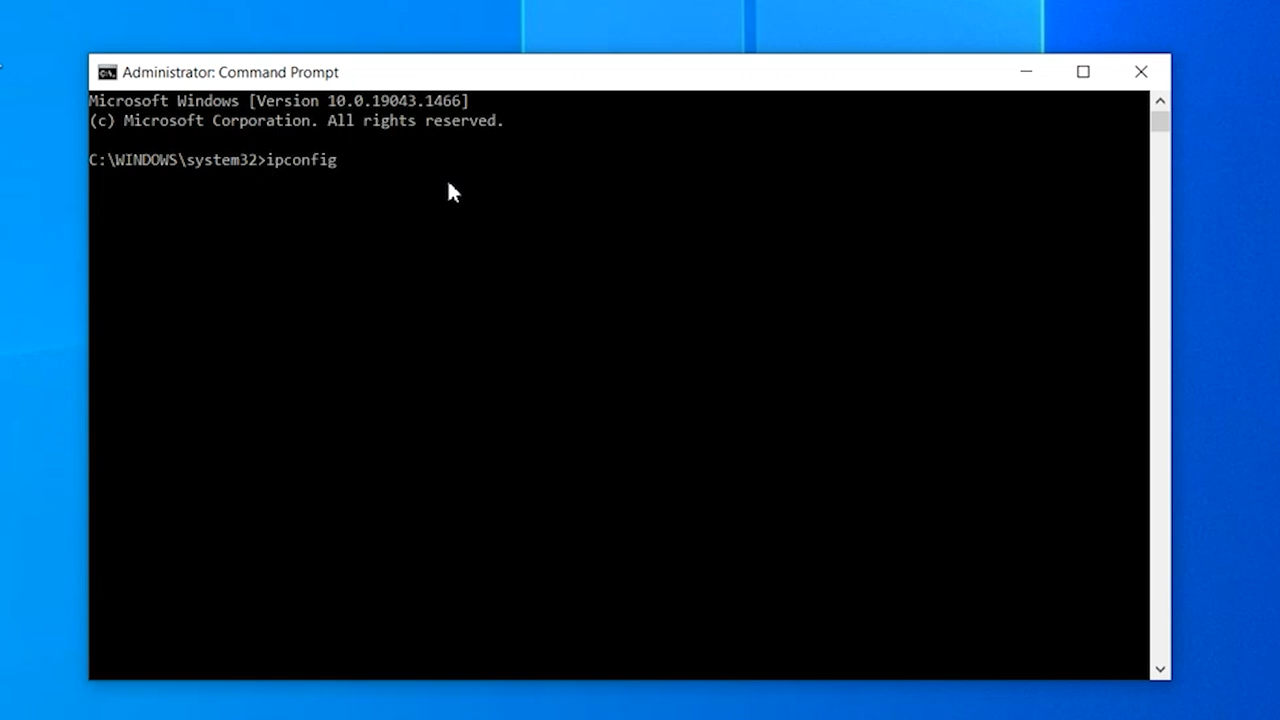 Administrator: Command Prompt
Microsoft Windows [Version 10.0.19043.1466]
(c) Microsoft Corporation. All rights reserved.
C:\WINDOWS\system32>ipconfig